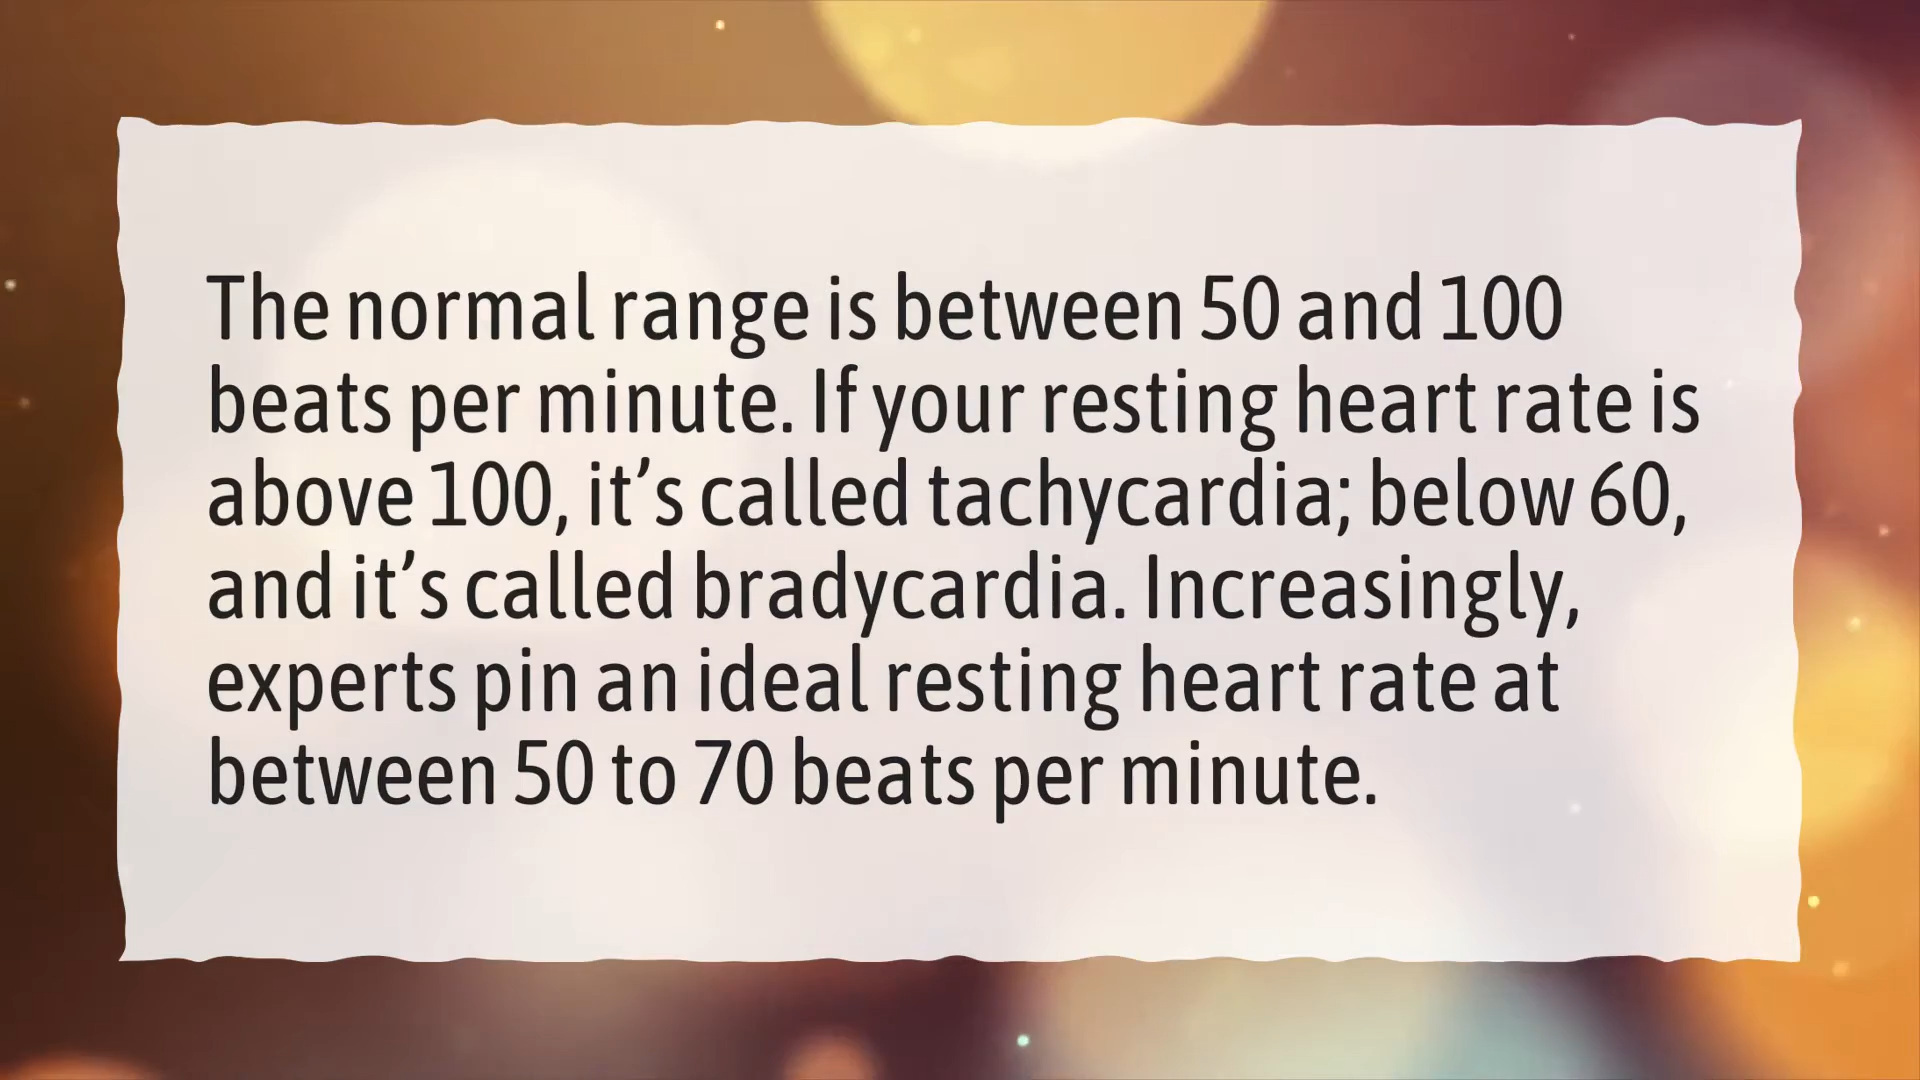 The normal range is between 50 and 100
beats per minute. If your resting heart rate is
above 100, it’s called tachycardia; below 60,
and it’s called bradycardia. Increasingly,
experts pin an ideal resting heart rate at
between 50 to 70 beats per minute.